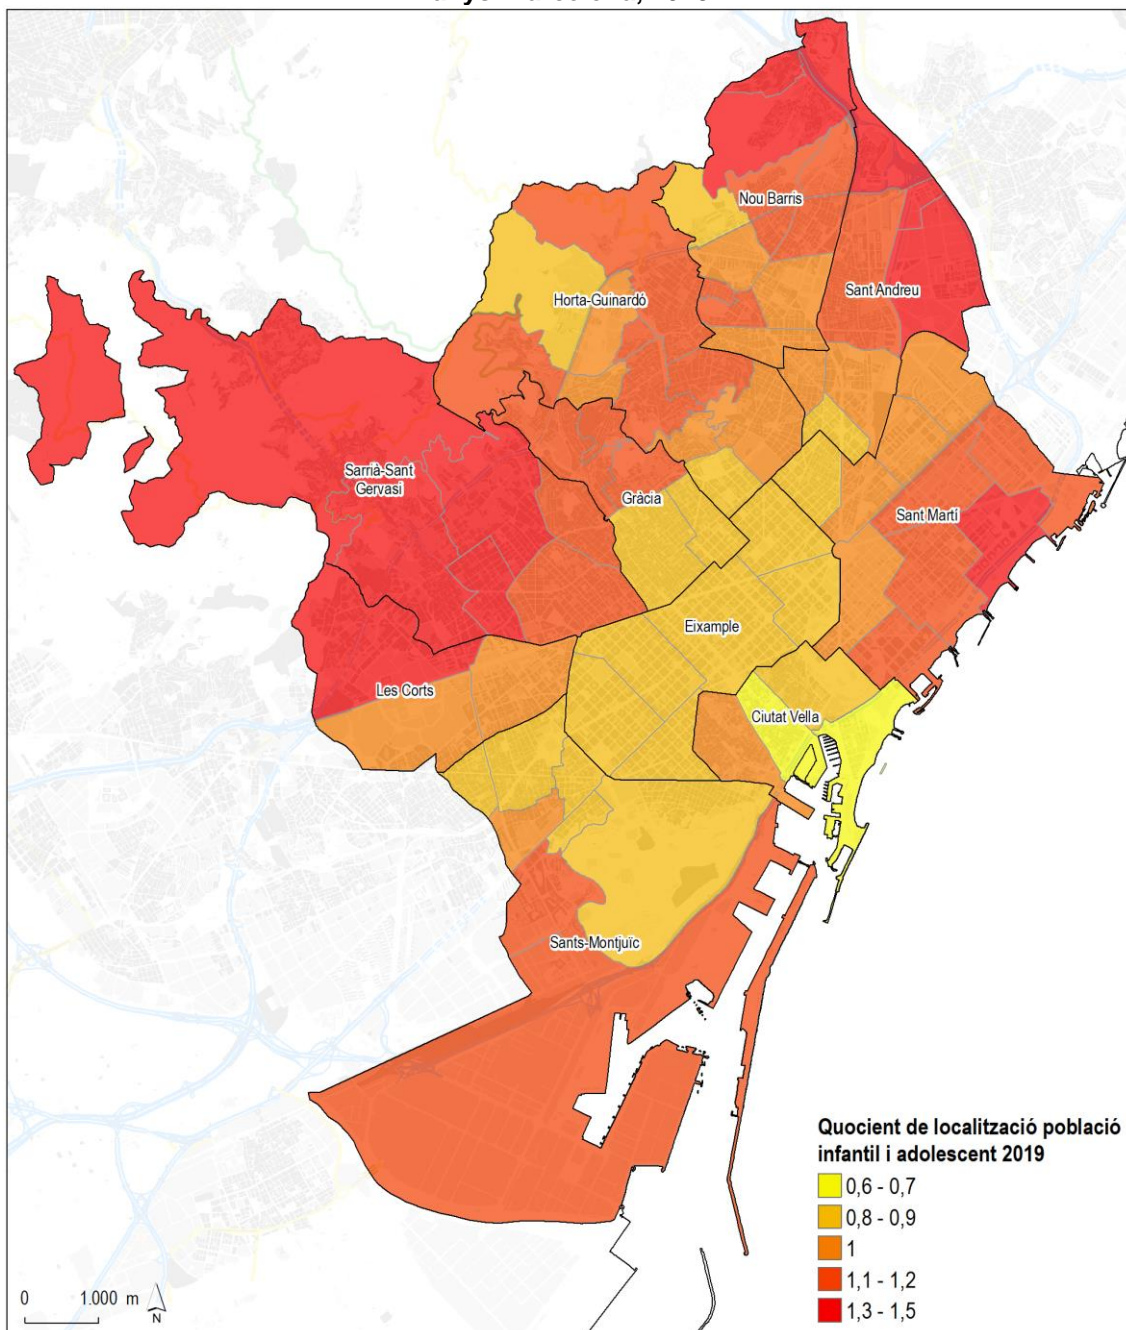 Nou Barris
Sant Andreu
Horta-Guinardó
Sarrià-Sant
Gervasi
Gràcia
Sant Martí
Eixample
Les Corts
Ciutat Vella
Sants-Montjuïc
Quocient de localització població
infantil i adolescent 2019
0,6 - 0,7
0,8 - 0,9
1
1,1 - 1,2
1,3 - 1,5
0 1.000 m
N